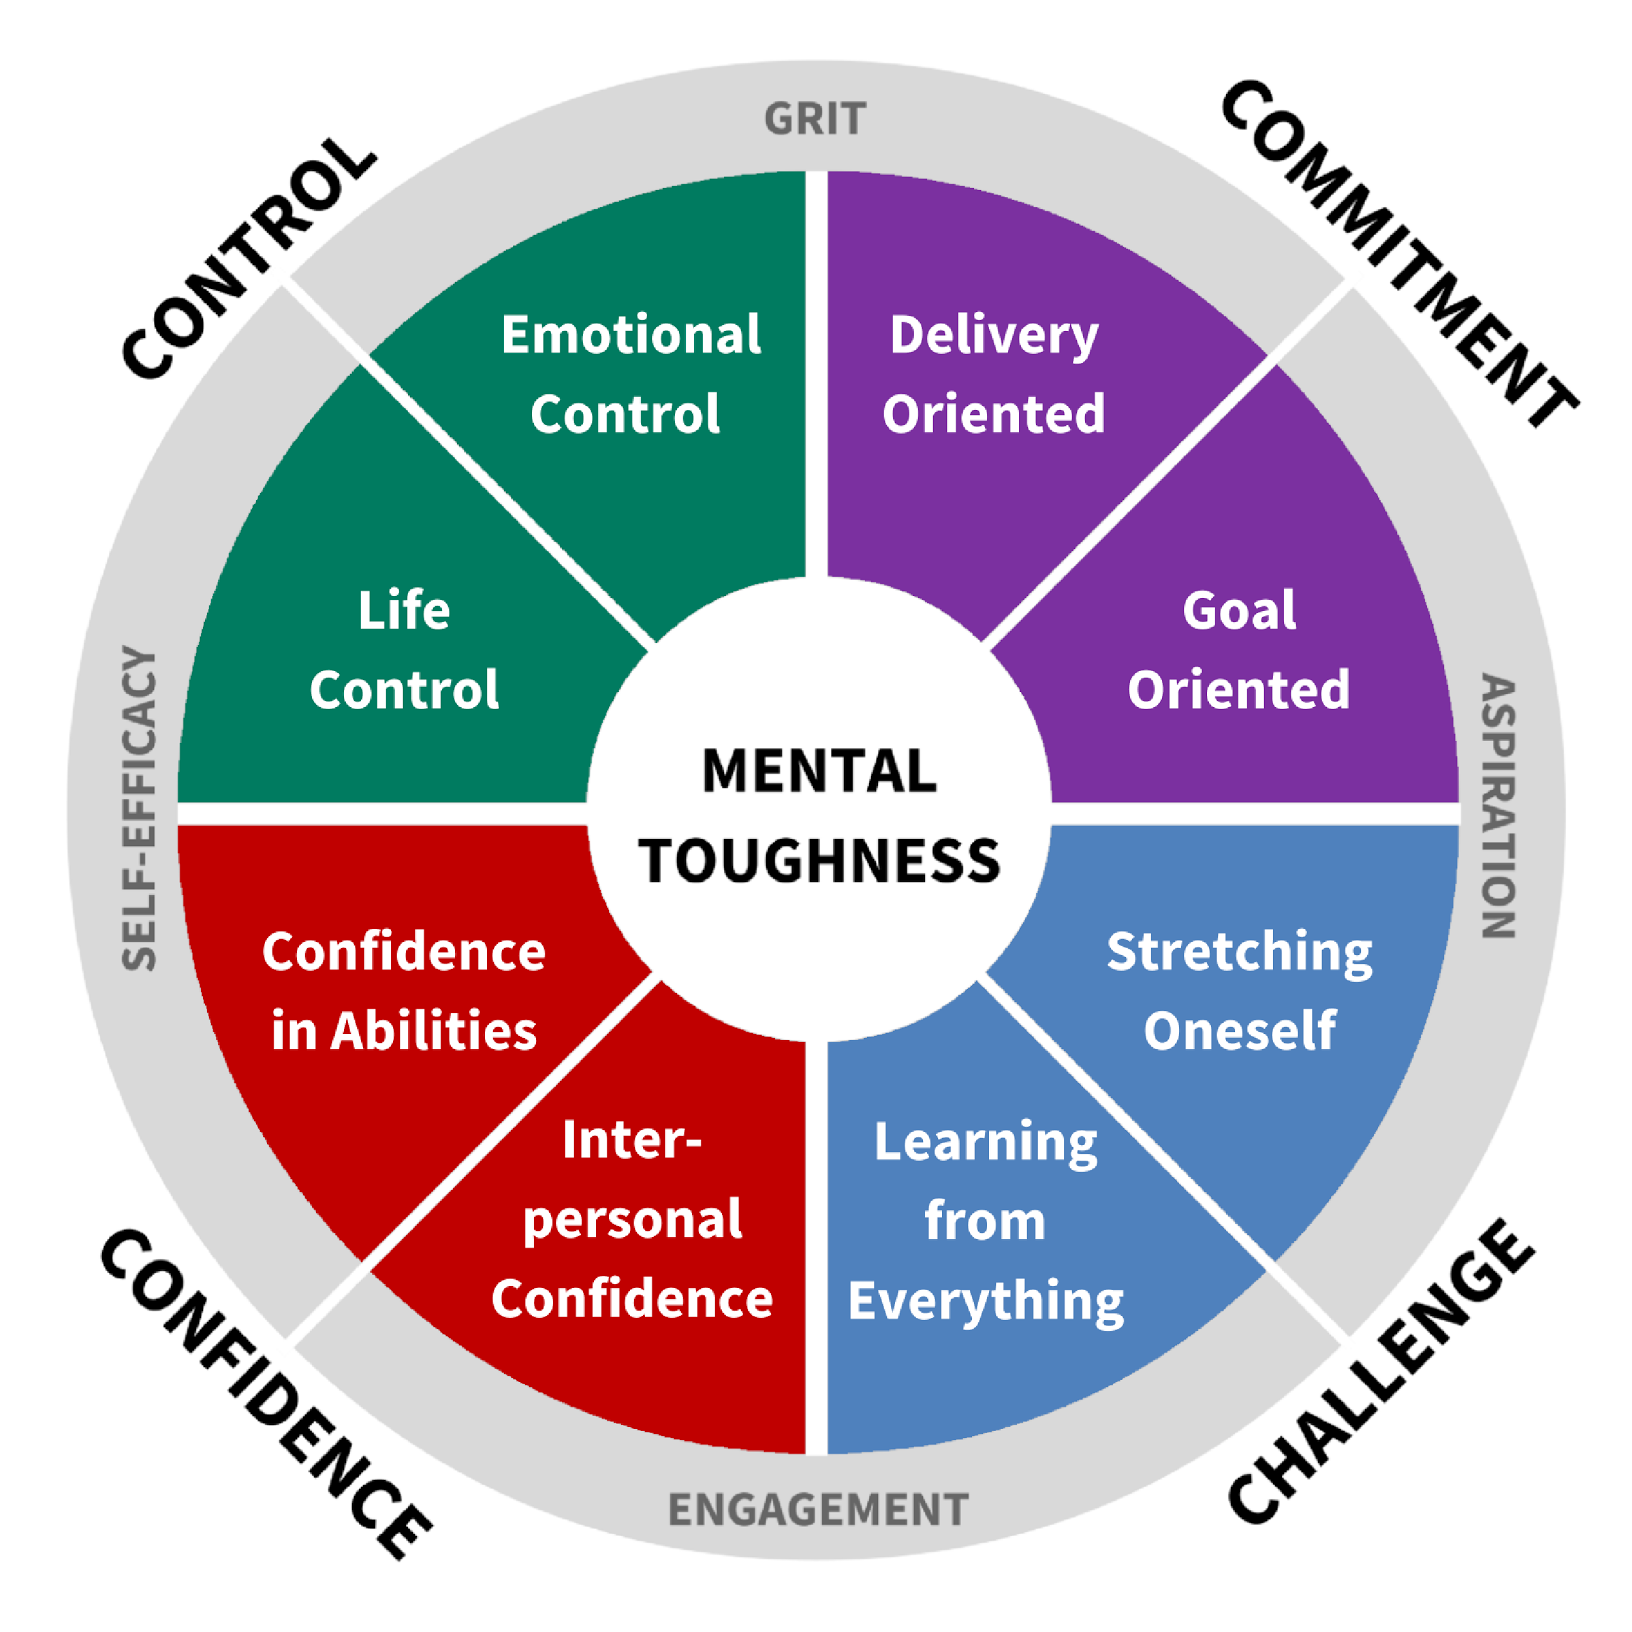 GRIT
CONTROL
COMMITMENT
Emotional
Control
Delivery
Oriented
Life
Control
Goal
Oriented
SELF-EFFICACY
MENTAL
TOUGHNESS
ASPIRATION
Confidence
in Abilities
Stretching
Oneself
Inter-
personal
Confidence
Learning
from
Everything
CONFIDENCE
CHALLENGE
ENGAGEMENT